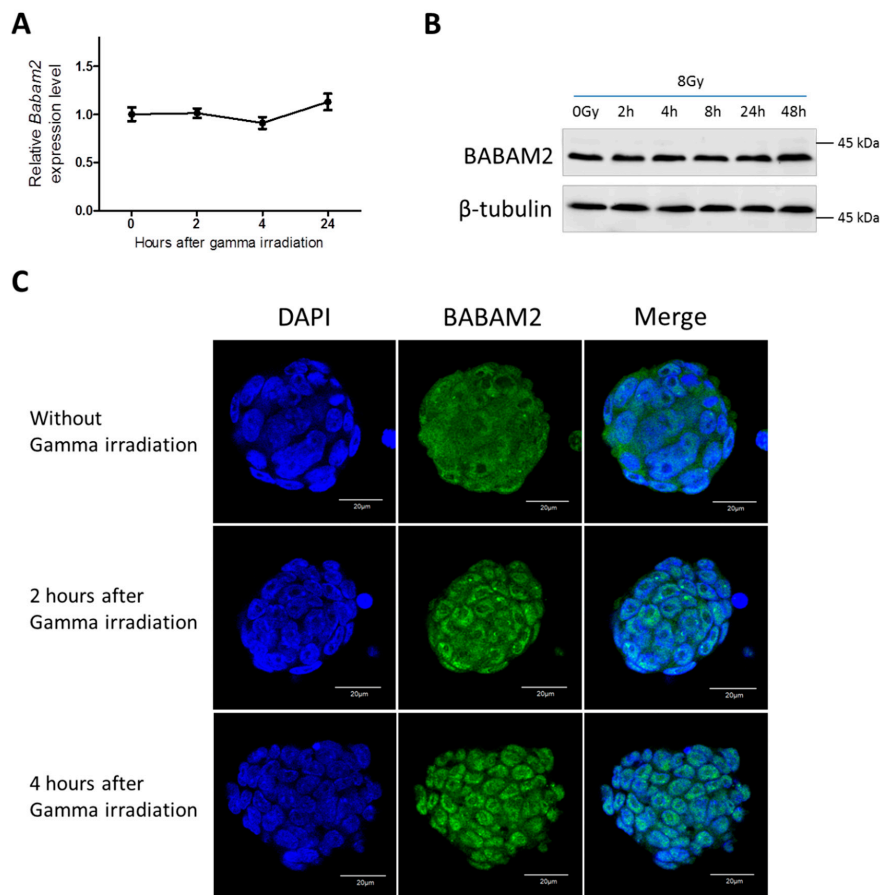 A
Relative Babam2
expression level
1.5
1.0
0.5
0.0
0
2
4
24
Hours after gamma irradiation
B
8Gy
0Gy 2h 4h 8h 24h 48h
BABAM2
45 kDa
β-tubulin
45 kDa
C
DAPI BABAM2 Merge
Without
Gamma irradiation
20μm 20μm 20μm
2 hours after
Gamma irradiation
20μm 20μm 20μm
4 hours after
Gamma irradiation
20μm 20μm 20μm